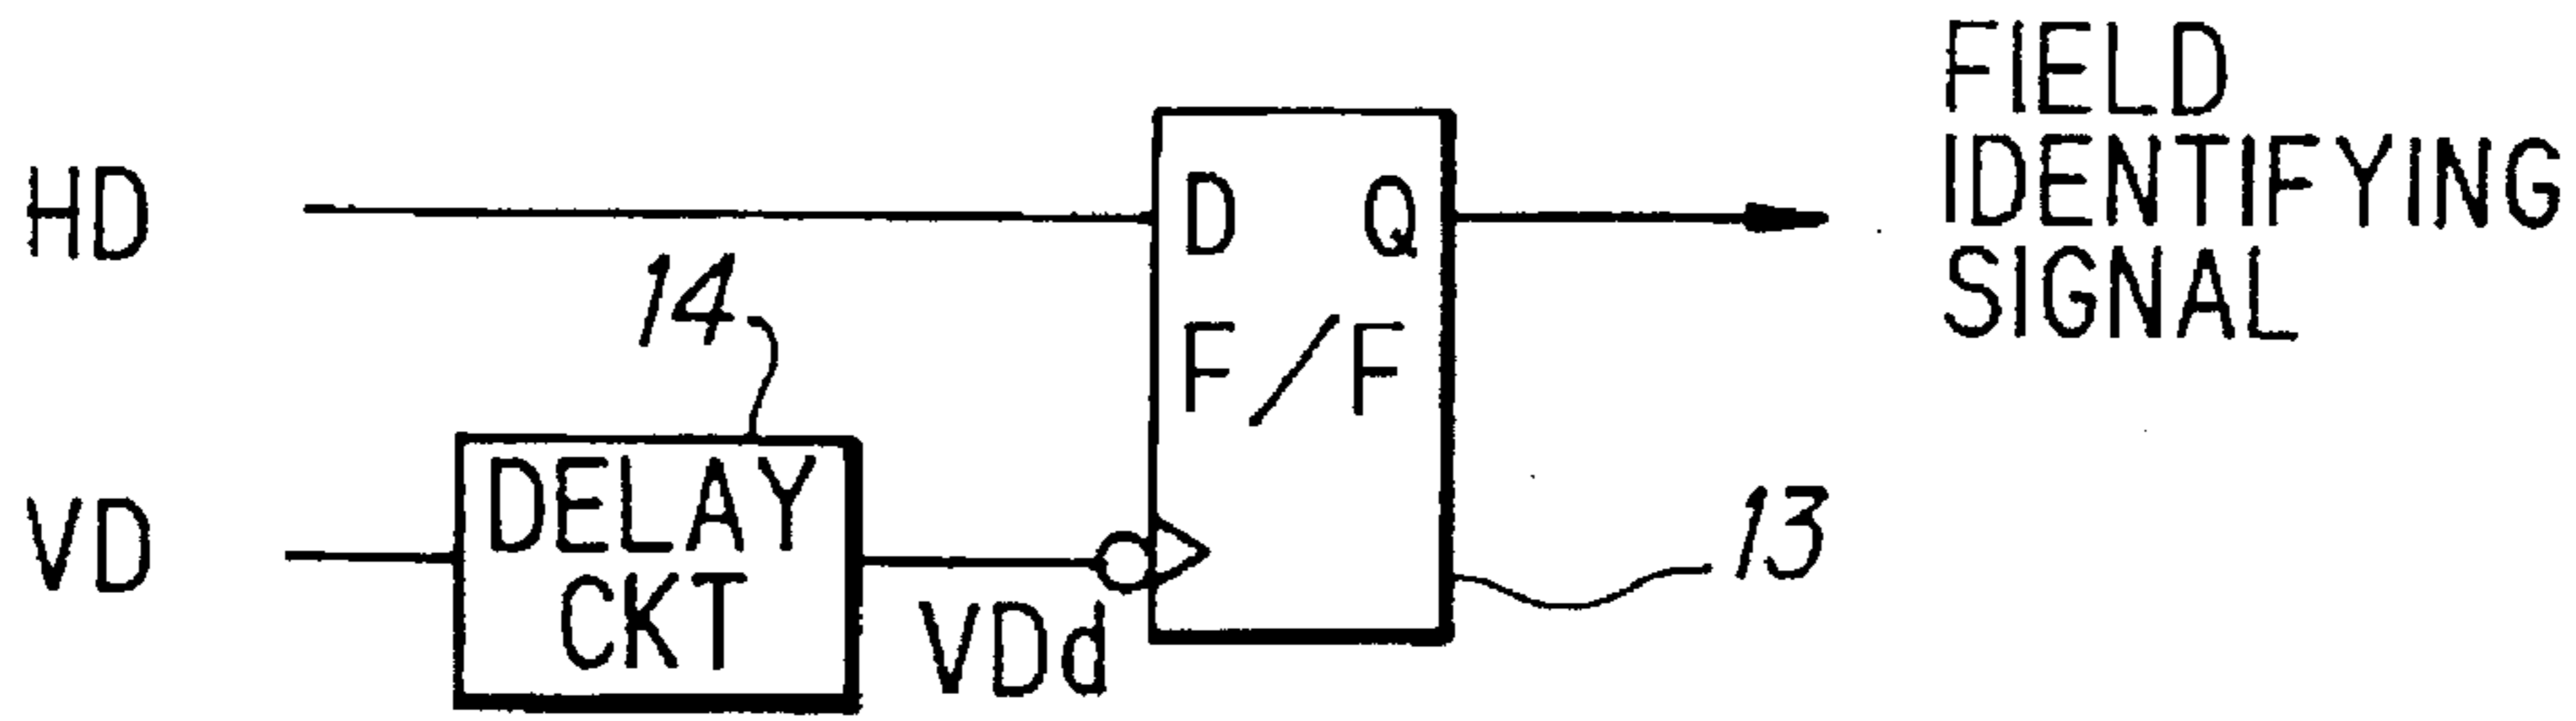 FIELD
IDENTIFYING
SIGNAL
HD
D Q
14
F/F
VD
DELAY
CKT
VDd
13